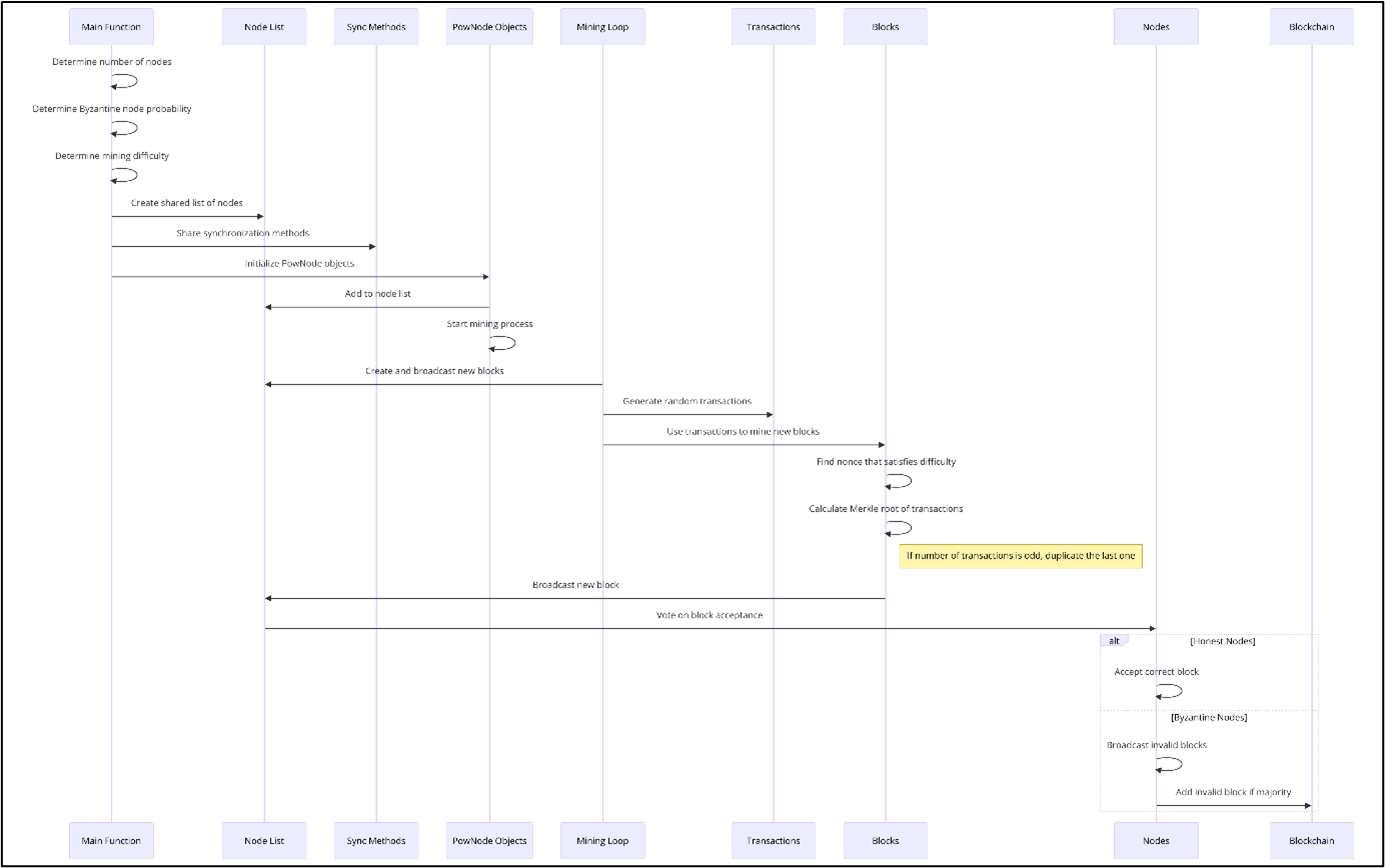 Main Function
Node List
Sync Methods
PowNode Objects
Mining Loop
Transactions
Blocks
Nodes
Blockchain
Determine number of nodes
Determine Byzantine node probability
Determine mining difficulty
Create shared list of nodes
Share synchronization methods
Initialize PowNode objects
Add to node list
Start mining process
Create and broadcast new blocks
Generate random transactions
Use transactions to mine new blocks
Find nonce that satisfies difficulty
Calculate Merkle root of transactions
If number of transactions is odd, duplicate the last one
Broadcast new block
Vote on block acceptance
alt
[Honest Nodes]
Accept correct block
[Byzantine Nodes]
Broadcast invalid blocks
Add invalid block if majority
Main Function
Node List
Sync Methods
PowNode Objects
Mining Loop
Transactions
Blocks
Nodes
Blockchain